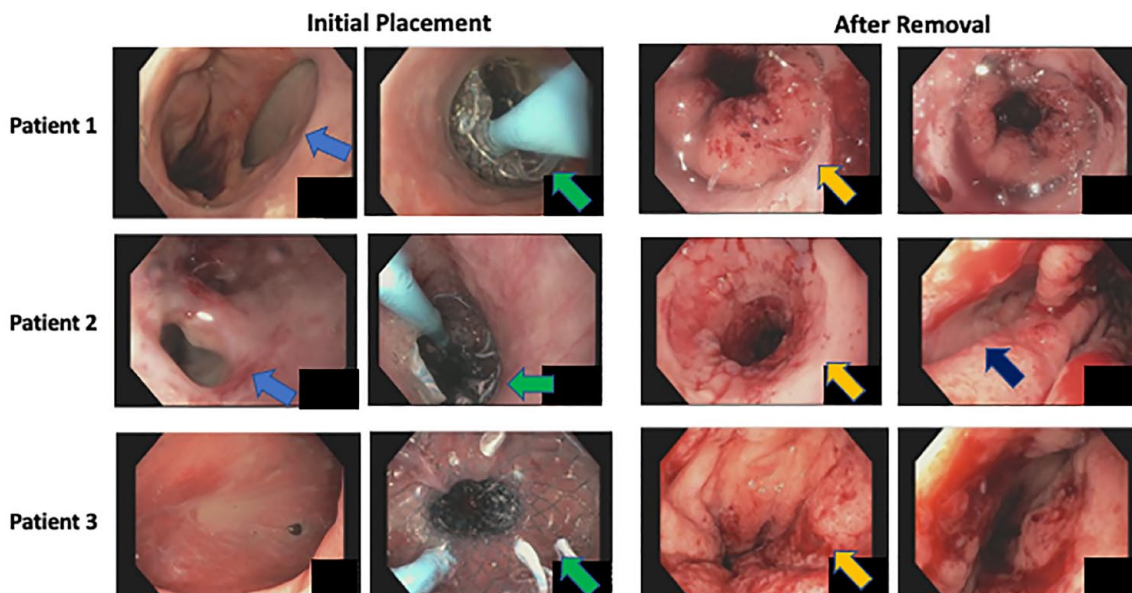 Initial Placement
After Removal
Patient 1
Patient 2
Patient 3